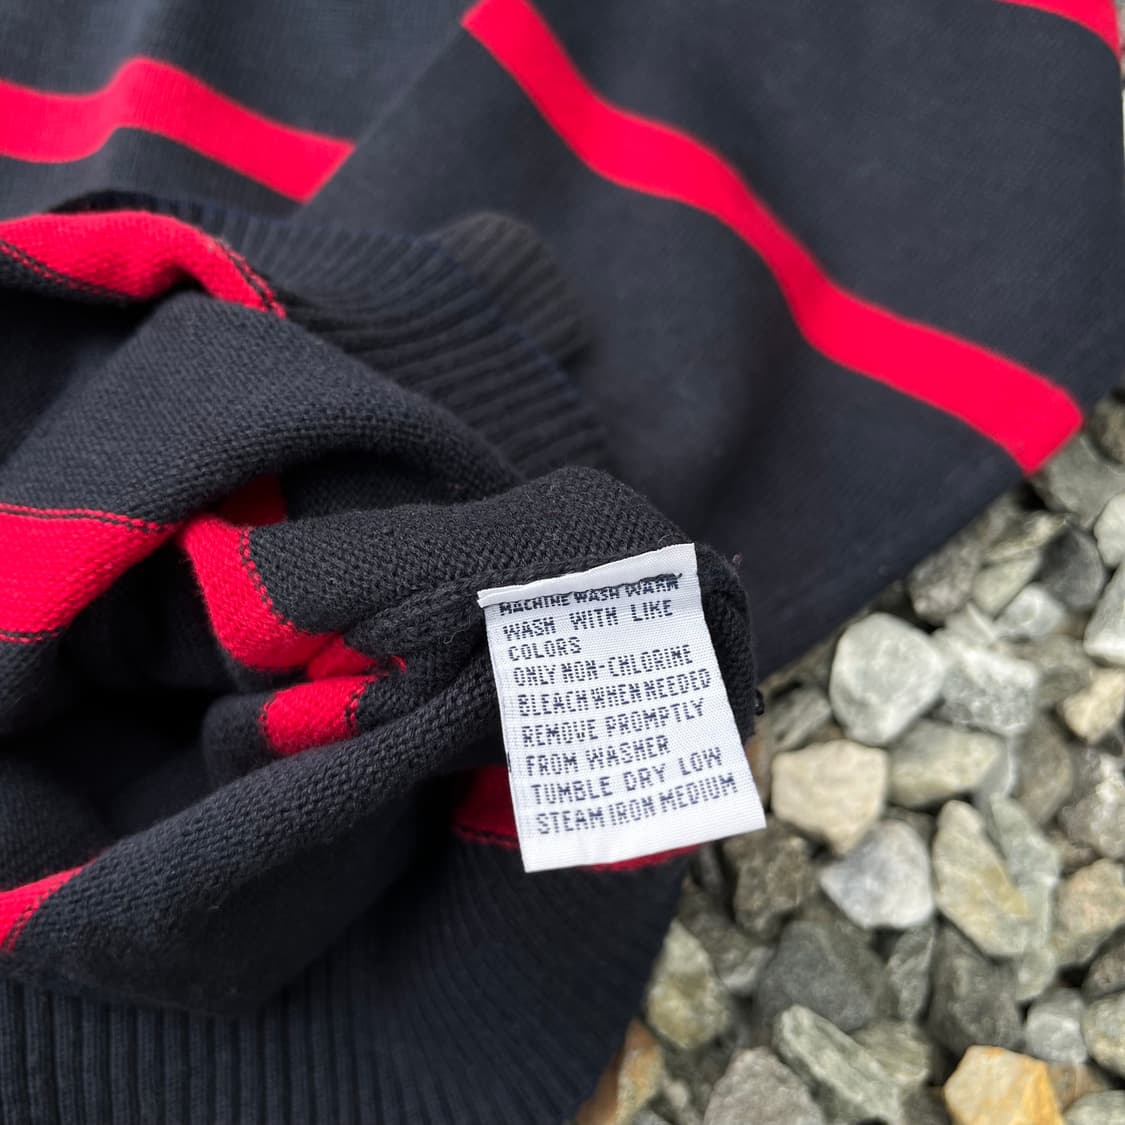 MACHINE WASH WARM
WASH WITH LIKE
COLORS
ONLY NON-CHLORINE
BLEACH WHEN NEEDED
REMOVE PROMPTLY
FROM WASHER
TUMBLE DRY LOW
STEAM IRON MEDIUM